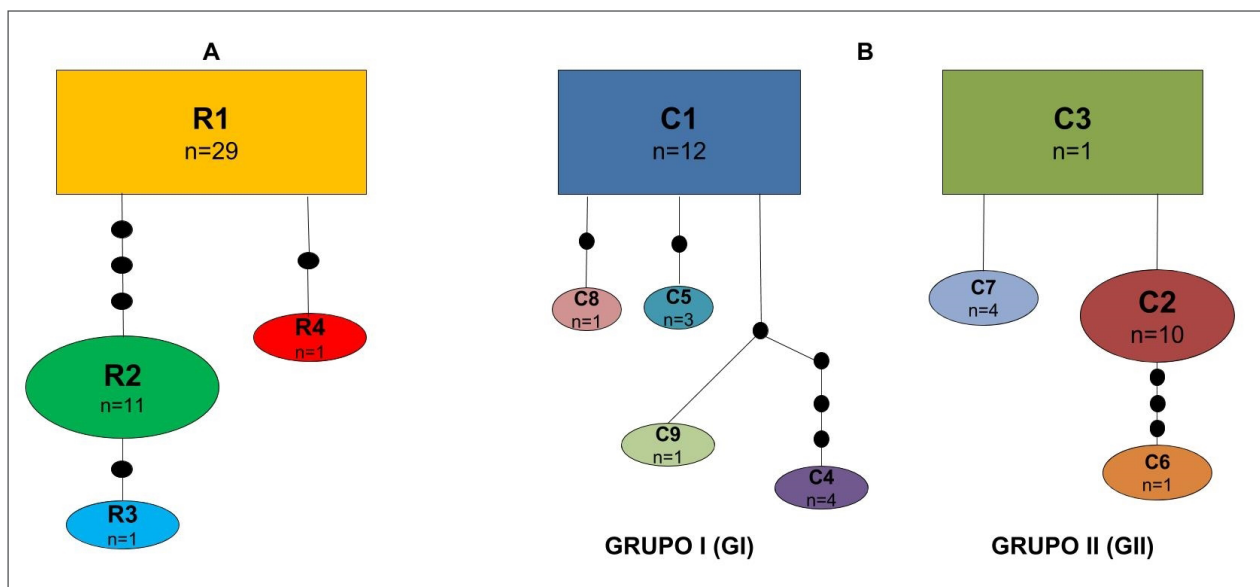 A
R1
n=29
R2
n=11
R3
n=1
R4
n=1
B
C1
n=12
C8
n=1
C5
n=3
C9
n=1
C4
n=4
GRUPO I (GI)
C3
n=1
C7
n=4
C2
n=10
C6
n=1
GRUPO II (GII)